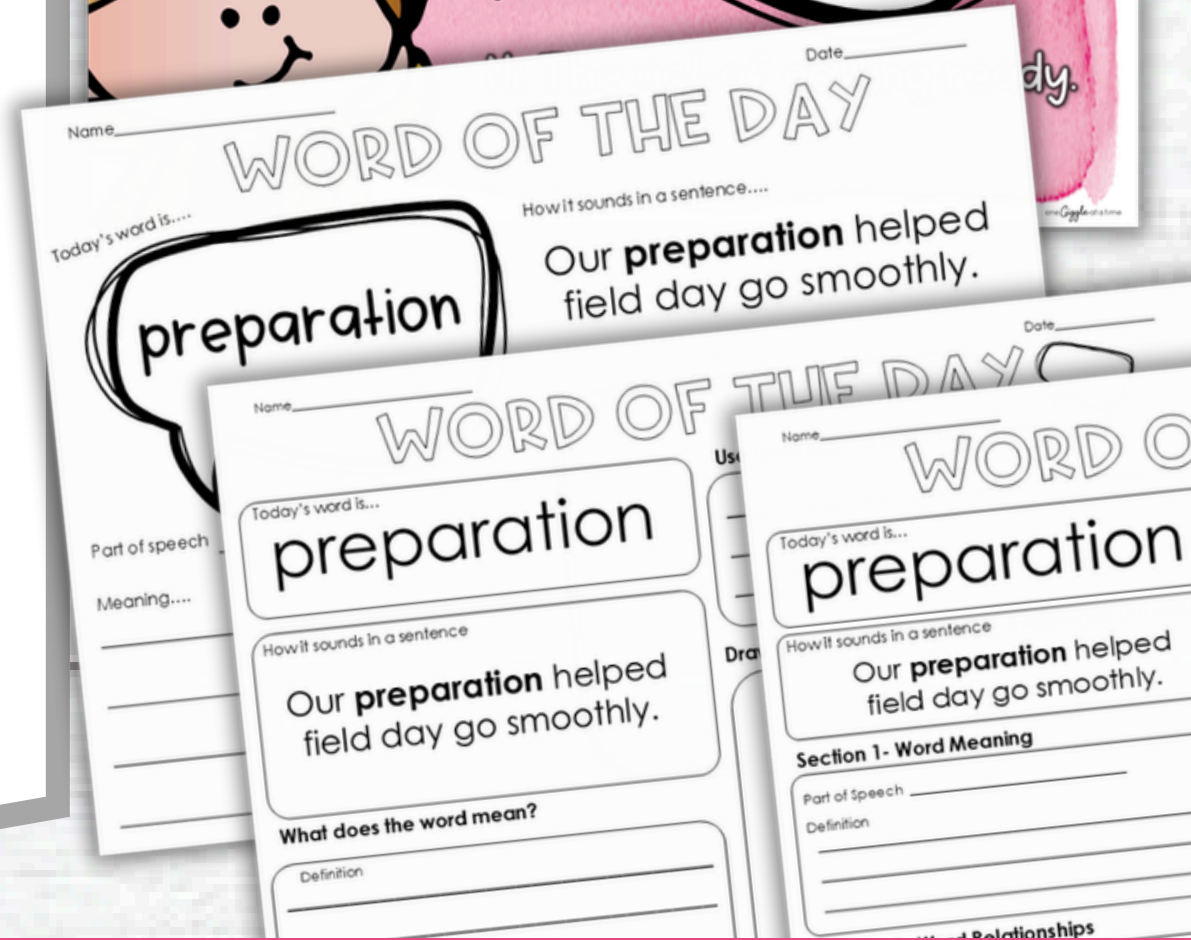 dy.
one Giggle at a time
Name
Date
WORD OF THE DAY
Today's word is....
preparation
How it sounds in a sentence....
Our preparation helped
field day go smoothly.
Part of speech
Meaning....
Name
Date
WORD OF THE DAY
Today's word is...
preparation
How it sounds in a sentence
Our preparation helped
field day go smoothly.
What does the word mean?
Definition
Name
WORD O
Today's word is...
preparation
How it sounds in a sentence
Our preparation helped
field day go smoothly.
Section 1- Word Meaning
Part of Speech
Definition
Word Relationships